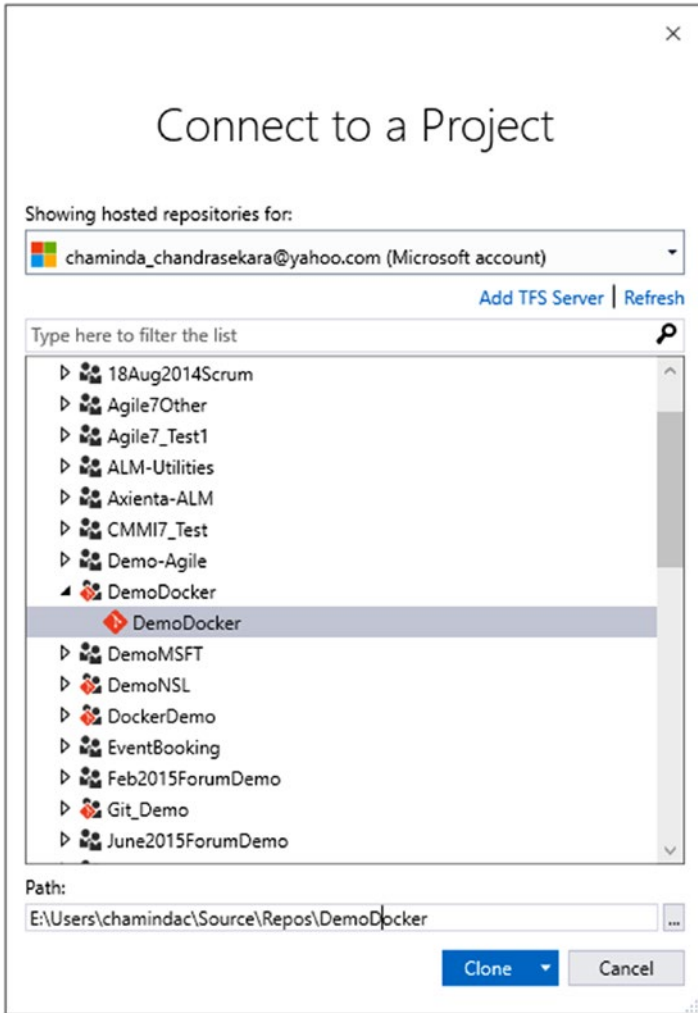 Connect to a Project
Showing hosted repositories for:
chaminda_chandrasekara@yahoo.com (Microsoft account)
Add TFS Server | Refresh
Type here to filter the list
18Aug2014Scrum
Agile7Other
Agile7_Test1
ALM-Utilities
Axienta-ALM
CMMI7_Test
Demo-Agile
DemoDocker
DemoDocker
DemoMSFT
DemoNSL
DockerDemo
EventBooking
Feb2015ForumDemo
Git_Demo
June2015ForumDemo
Path:
E:\Users\chamindac\Source\Repos\DemoDocker
...
Clone Cancel